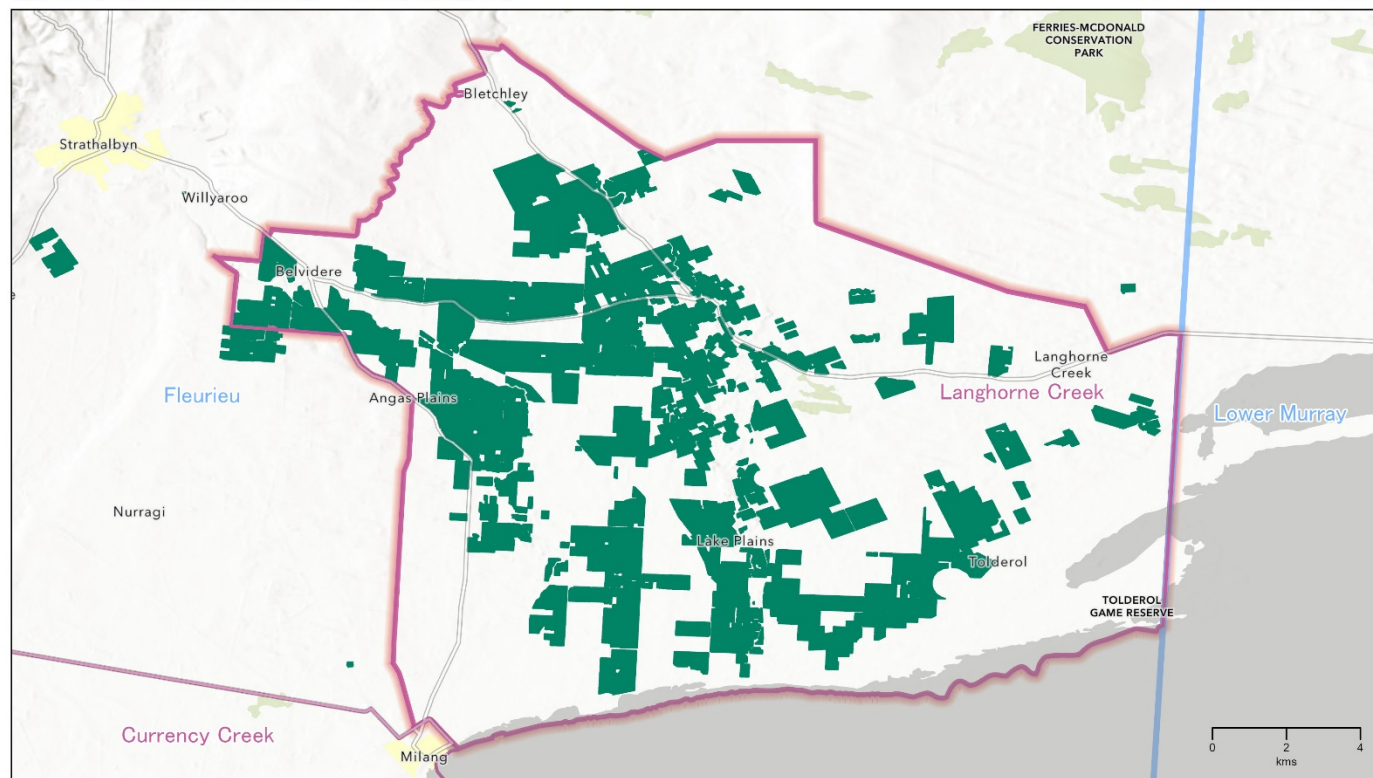 FERRIES-MCDONALD
CONSERVATION
PARK
Bletchley
Strathalbyn
Willyaroo
Belvidere
e
Langhorne
Creek
Fleurieu
Angas Plains
Langhorne Creek
Lower Murray
Nurragi
Lake Plains
Tolderol
TOLDEROL
GAME RESERVE
Currency Creek
Milang
0 2 4
kms